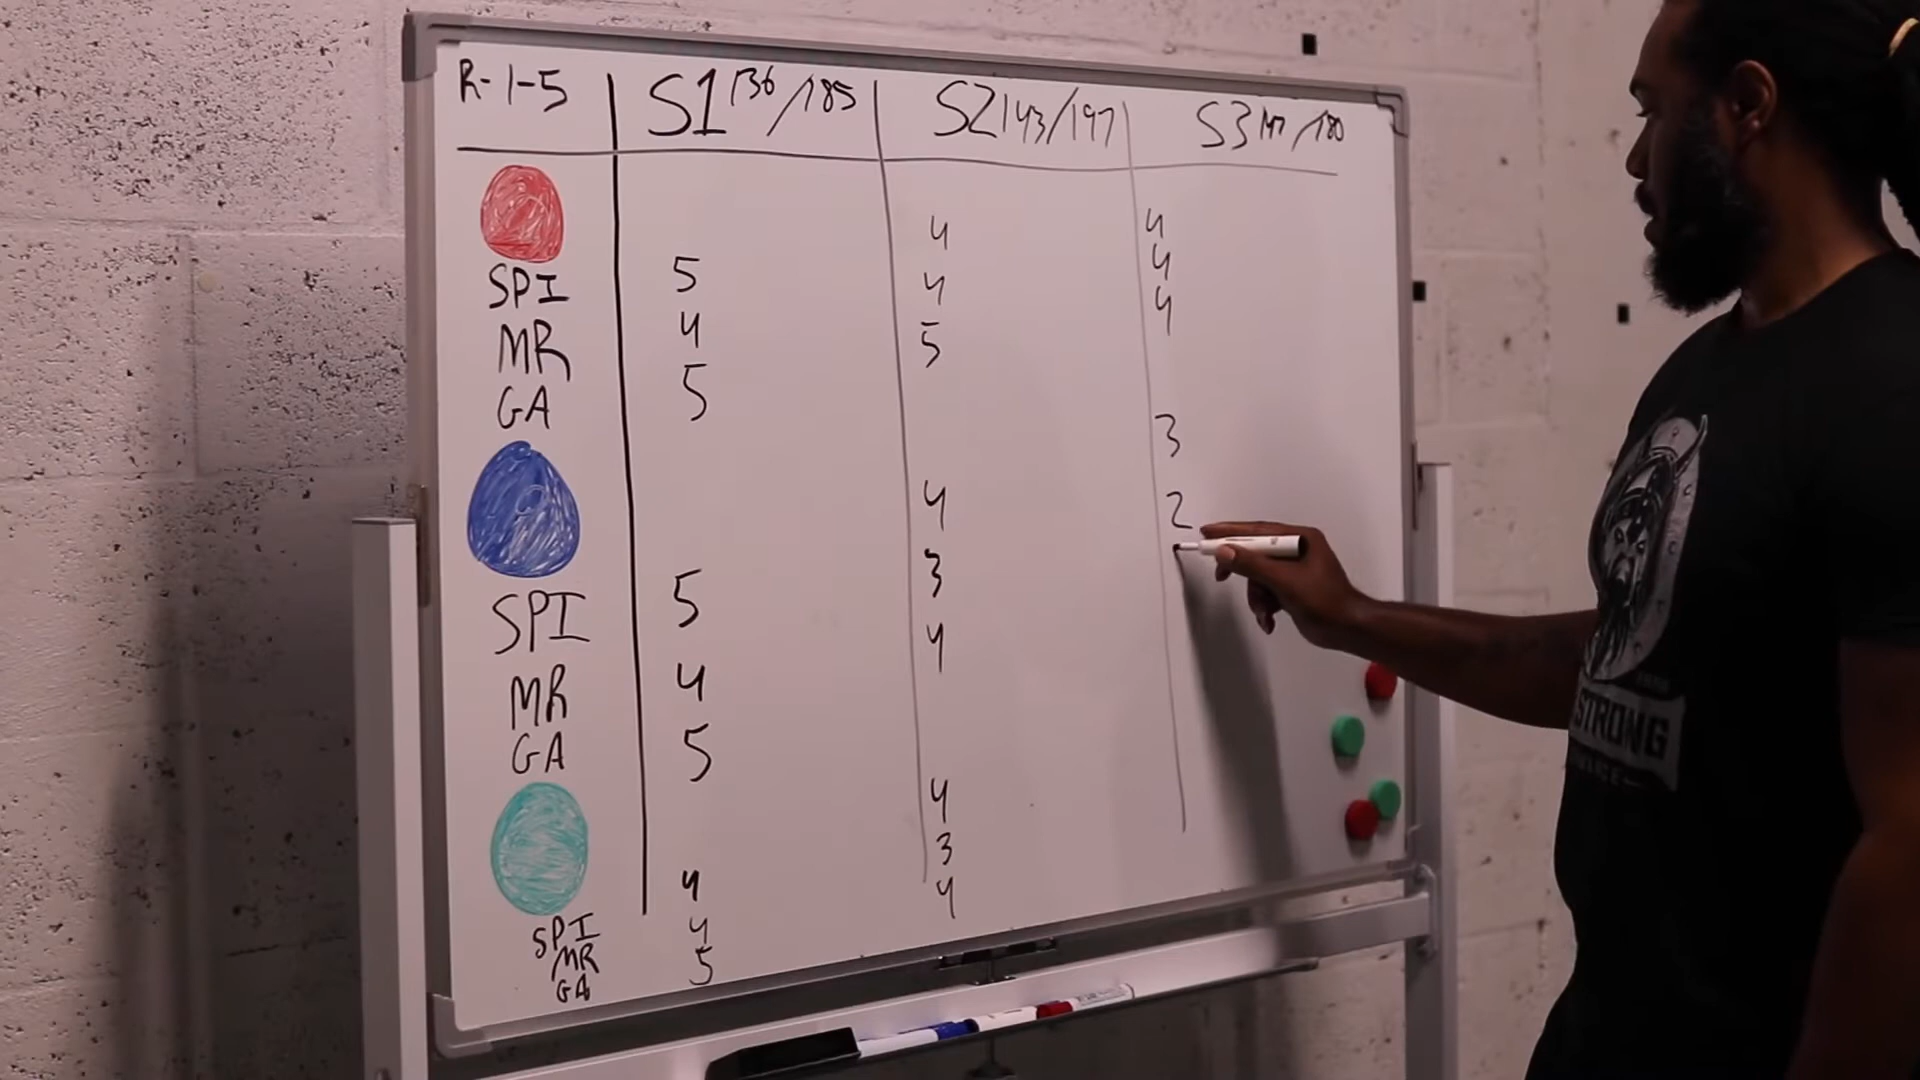 R-1-5 S1 136/185 S2 143/197 S3 147/180
4 4
SPI 5 4 4
MR 4 5 4
GA 5
3
4 2
SPI 5 3
MR 4 4
GA 5
4
3
SPI 4 4
MR 4
GA 5
STRONG